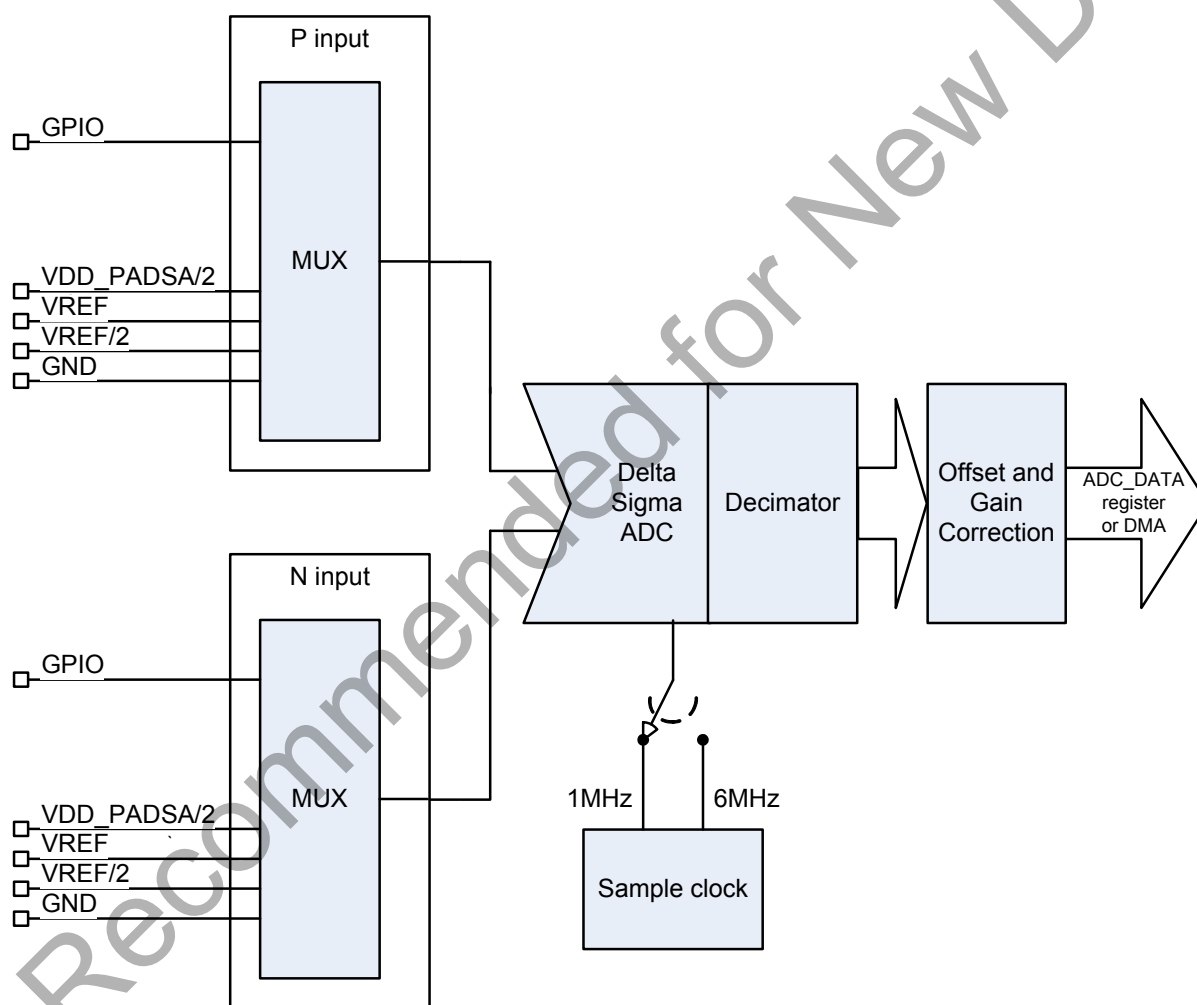 P input
GPIO
MUX
VDD_PADSA/2
VREF
VREF/2
GND
Delta
Sigma
ADC
Decimator
Offset and
Gain
Correction
ADC_DATA
register
or DMA
N input
GPIO
MUX
VDD_PADSA/2
VREF
VREF/2
GND
1MHz
6MHz
Sample clock
Recommended for New D